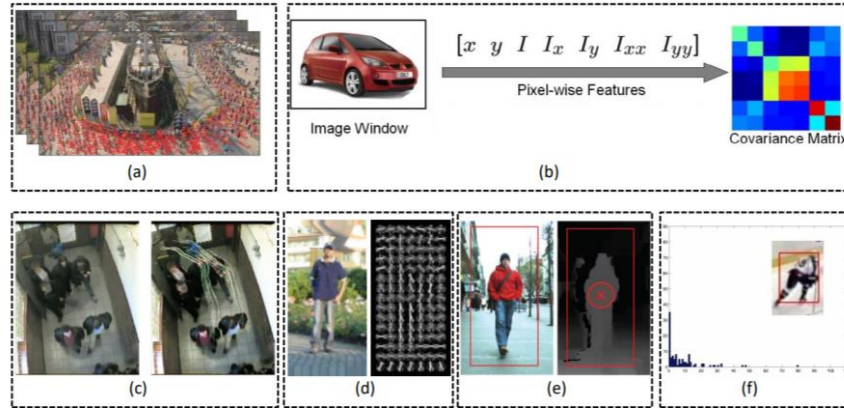 [x y I I_x I_y I_xx I_yy]
Pixel-wise Features
Image Window
Covariance Matrix
(a)
(b)
(c)
(d)
(e)
(f)